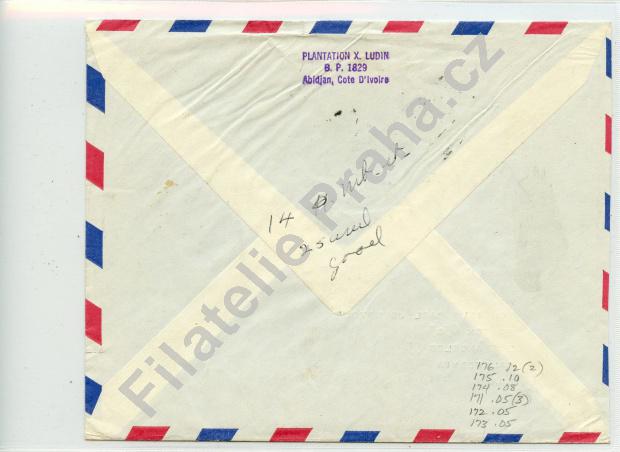 PLANTATION X. LUDIN
B. P. 1829
Abidjan, Cote D'Ivoire
Filatelie Praha.cz
14
good
176 .12(2)
175 .10
174 .08
171 .05(3)
172 .05
173 .05